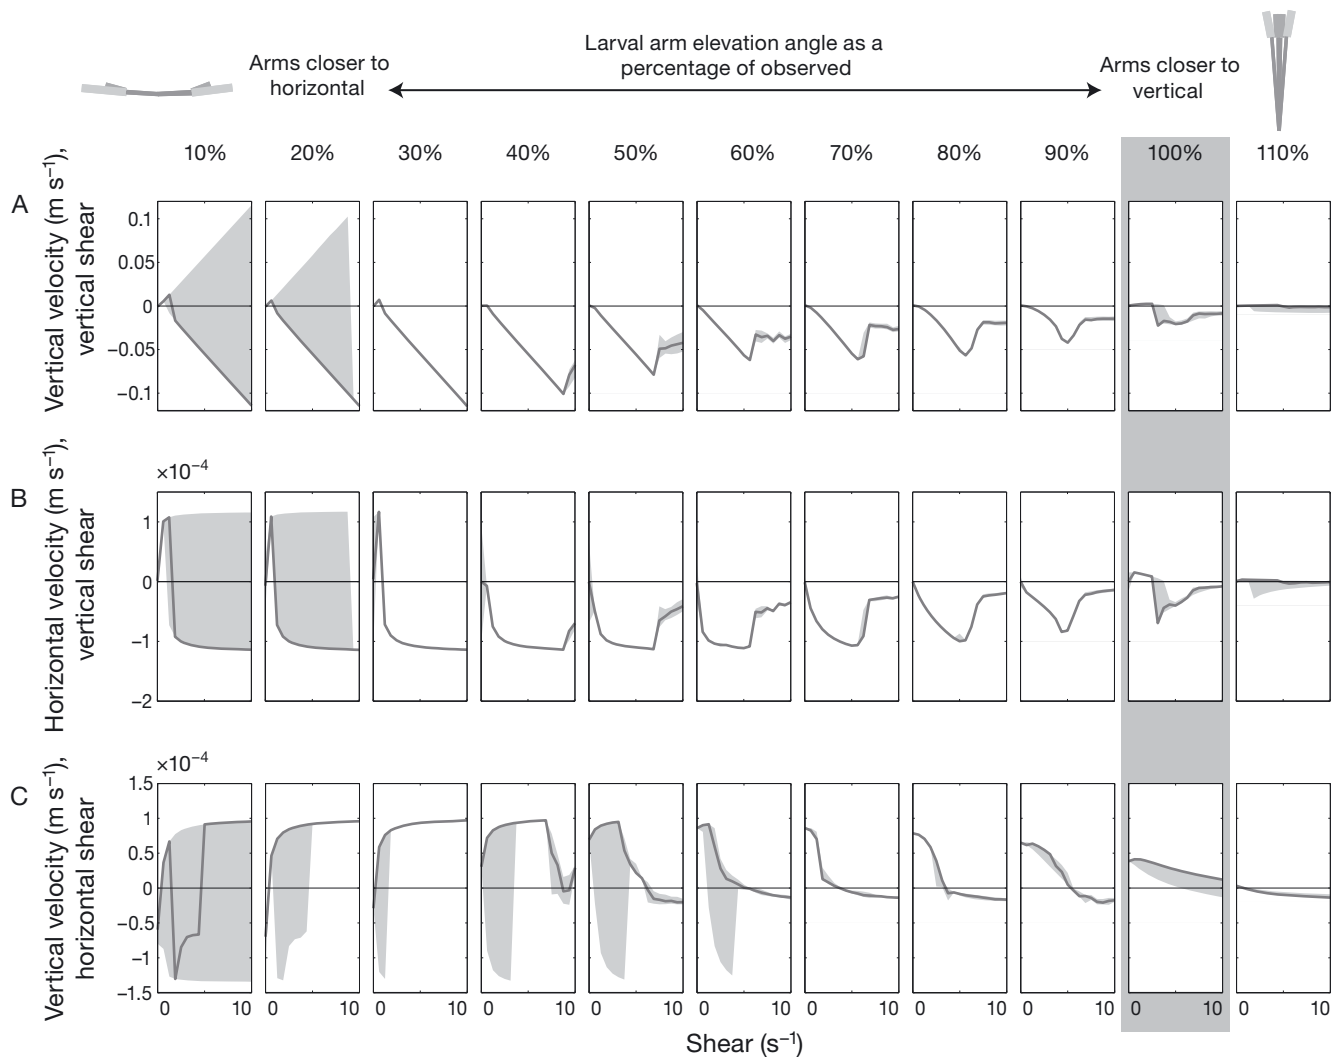 Larval arm elevation angle as a
percentage of observed
Arms closer to
horizontal
Arms closer to
vertical
10% 20% 30% 40% 50% 60% 70% 80% 90% 100% 110%
A
Vertical velocity (m s⁻¹),
vertical shear
0.1
0.05
0
−0.05
−0.1
B
Horizontal velocity (m s⁻¹),
vertical shear
×10⁻⁴
1
0
−1
−2
C
Vertical velocity (m s⁻¹),
horizontal shear
×10⁻⁴
1.5
1
0.5
0
−0.5
−1
−1.5
0 10 0 10 0 10 0 10 0 10 0 10 0 10 0 10 0 10 0 10 0 10
Shear (s⁻¹)